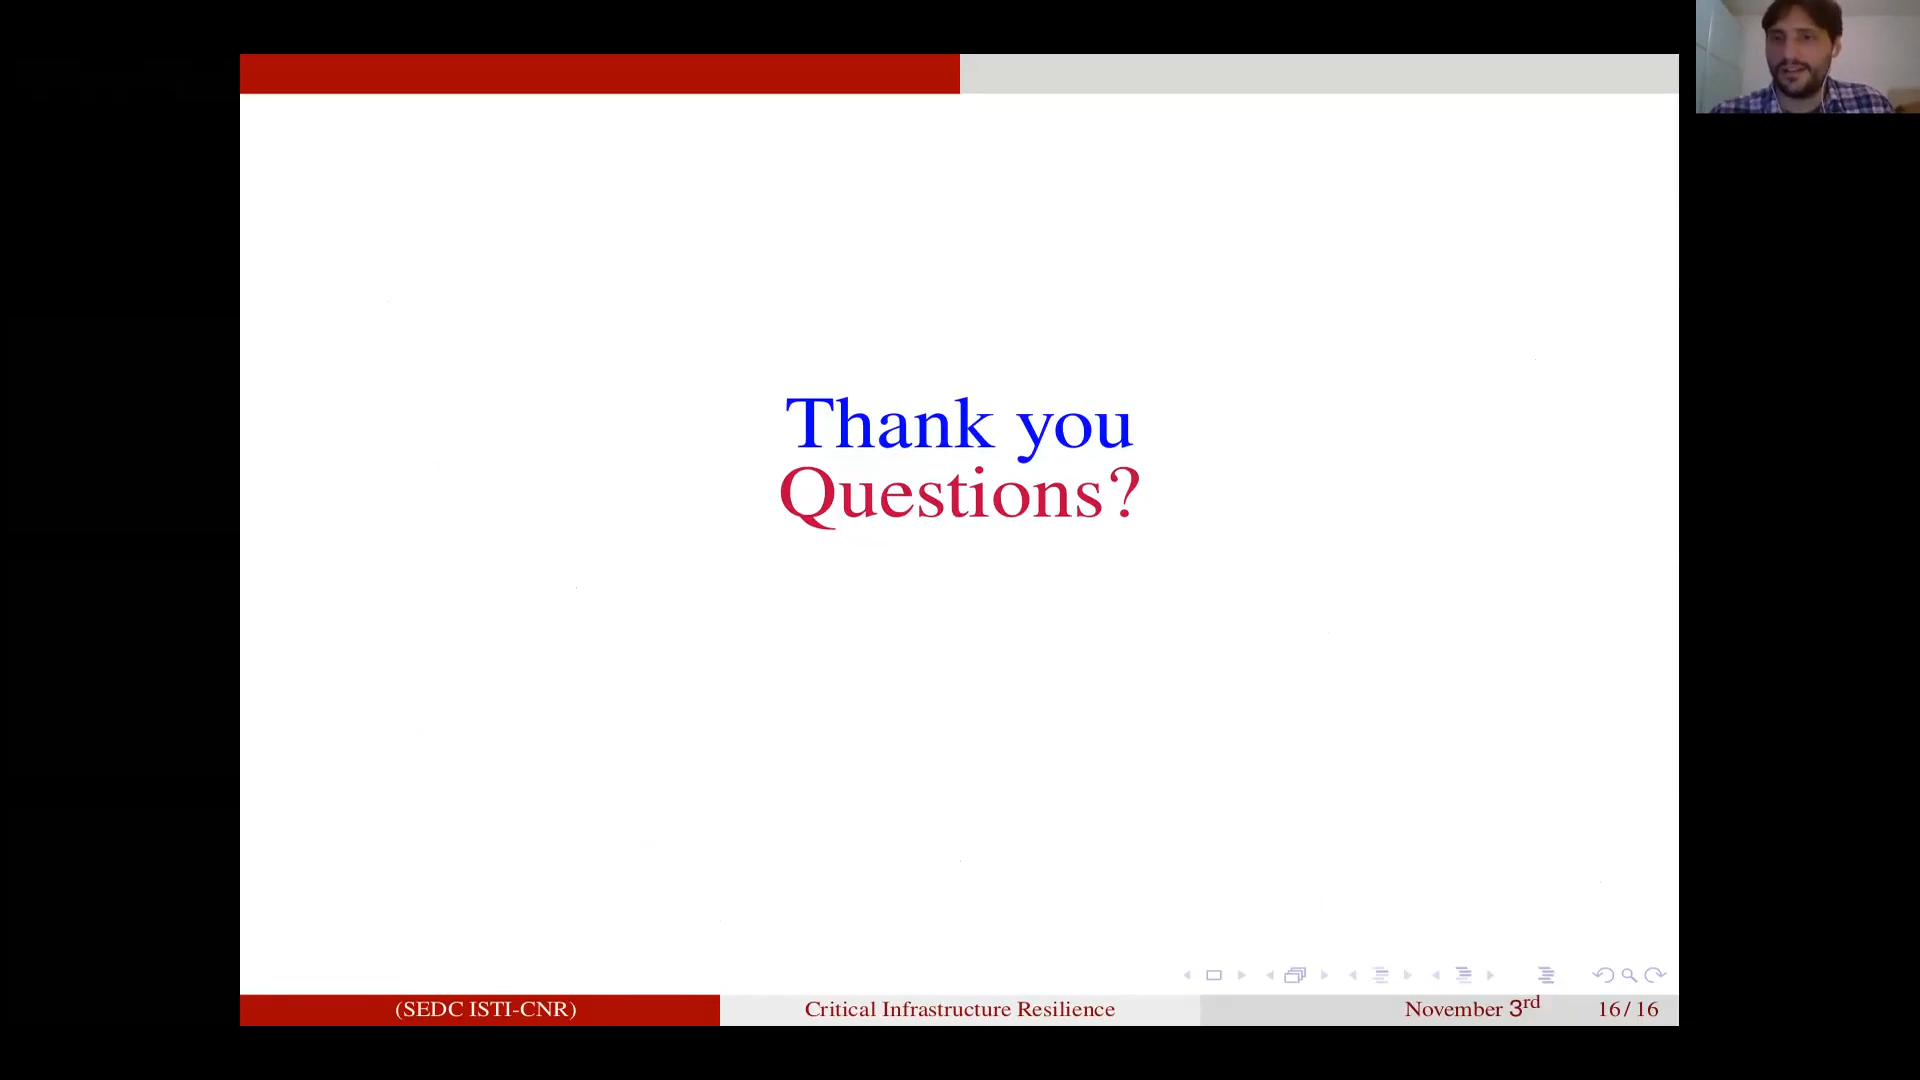 Thank you
Questions?
(SEDC ISTI-CNR)
Critical Infrastructure Resilience
November 3rd
16 / 16